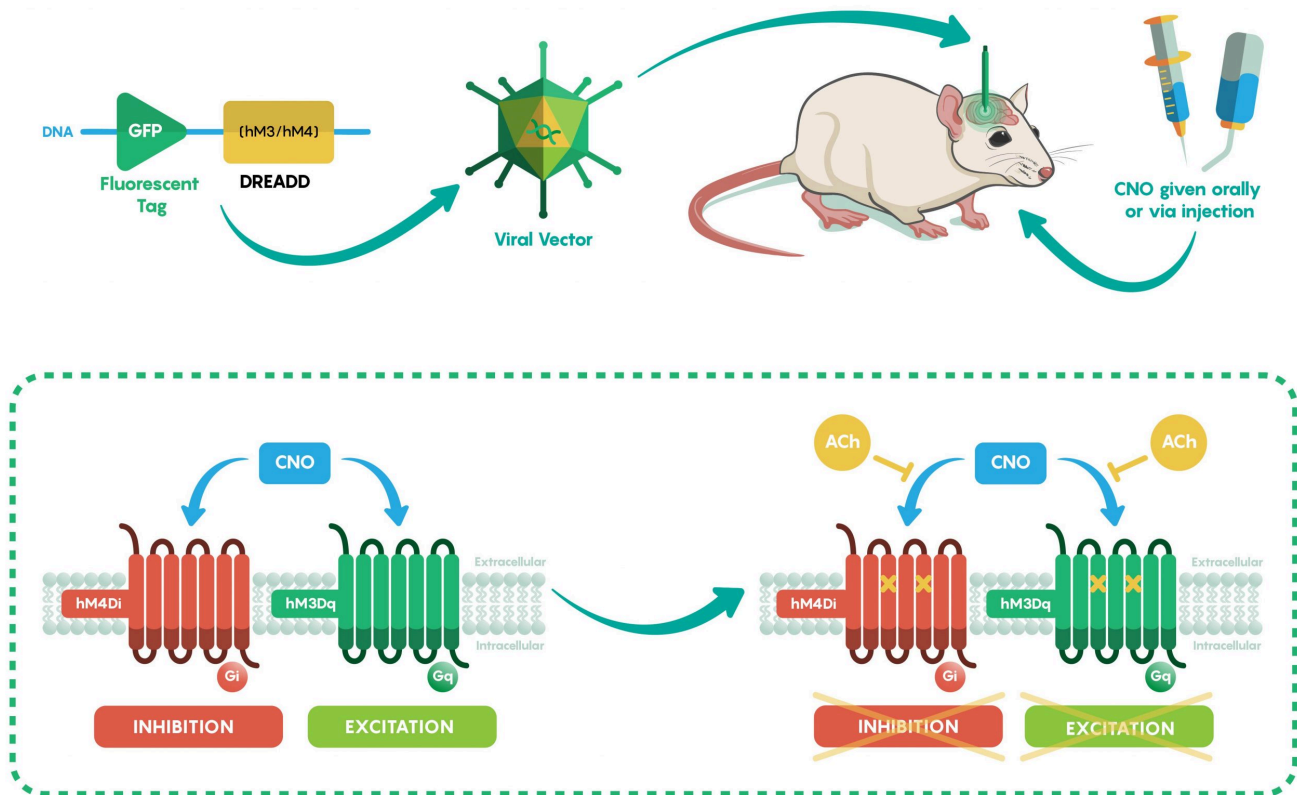 DNA
GFP
(hM3/hM4)
Fluorescent
Tag
DREADD
Viral Vector
CNO given orally
or via injection
CNO
hM4Di
hM3Dq
Extracellular
Intracellular
Gi
Gq
INHIBITION
EXCITATION
ACh
CNO
ACh
hM4Di
hM3Dq
Extracellular
Intracellular
Gi
Gq
INHIBITION
EXCITATION